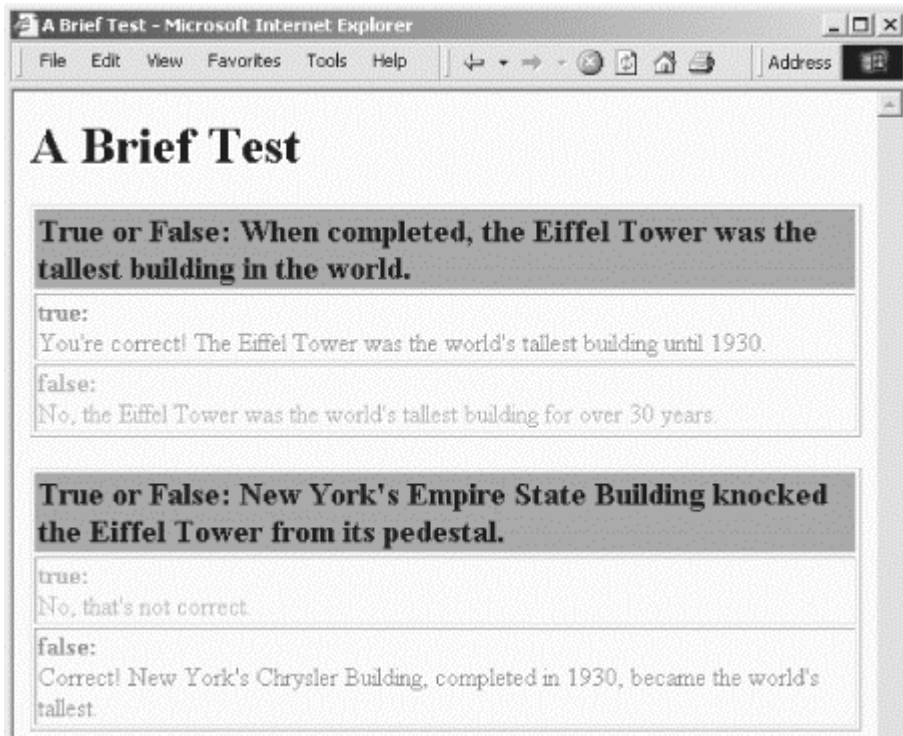 A Brief Test - Microsoft Internet Explorer
File Edit View Favorites Tools Help Address
A Brief Test
True or False: When completed, the Eiffel Tower was the
tallest building in the world.
true:
You're correct! The Eiffel Tower was the world's tallest building until 1930.
false:
No, the Eiffel Tower was the world's tallest building for over 30 years.
True or False: New York's Empire State Building knocked
the Eiffel Tower from its pedestal.
true:
No, that's not correct.
false:
Correct! New York's Chrysler Building, completed in 1930, became the world's
tallest.